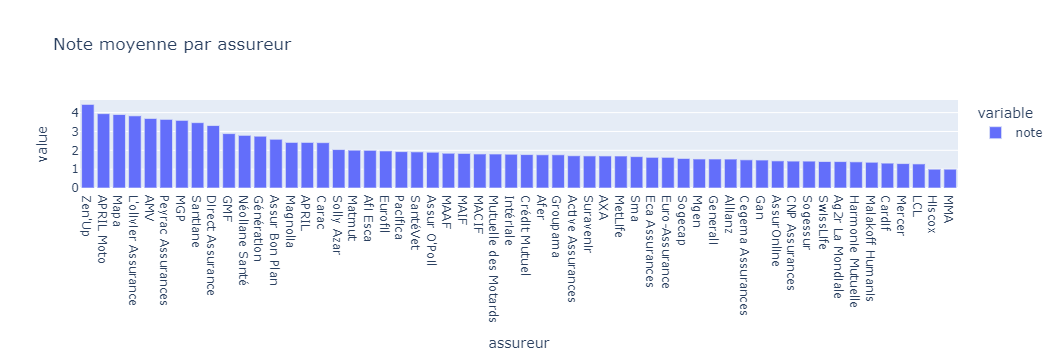 Note moyenne par assureur
value
4
3
2
1
0
Zen'Up
APRIL Moto
Mapa
L'olivier Assurance
AMV
Peyrac Assurances
MGP
Santiane
Direct Assurance
GMF
Néoliane Santé
Génération
Assur Bon Plan
Magnolia
APRIL
Carac
Solly Azar
Matmut
Afi Esca
Eurofil
Pacifica
SantéVet
Assur O'Poil
MAAF
MAIF
MACIF
Mutuelle des Motards
Intériale
Crédit Mutuel
Afer
Groupama
Active Assurances
Suravenir
AXA
MetLife
Sma
Eca Assurances
Euro-Assurance
Sogecap
Mgen
Generali
Allianz
Cegema Assurances
Gan
AssurOnline
CNP Assurances
Sogessur
SwissLife
Ag2r La Mondiale
Harmonie Mutuelle
Malakoff Humanis
Cardif
Mercer
LCL
Hiscox
MMA
assureur
variable
note